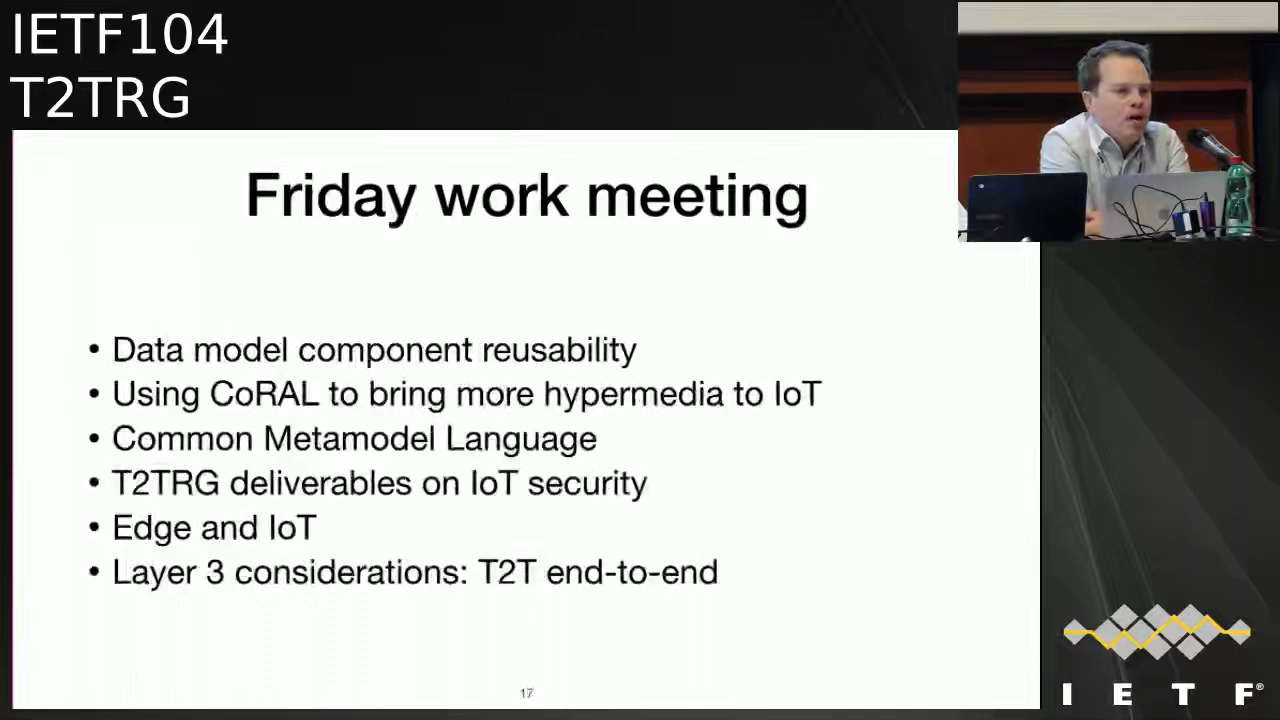 IETF104
T2TRG
Friday work meeting
• Data model component reusability
• Using CoRAL to bring more hypermedia to IoT
• Common Metamodel Language
• T2TRG deliverables on IoT security
• Edge and IoT
• Layer 3 considerations: T2T end-to-end
17
I E T F®